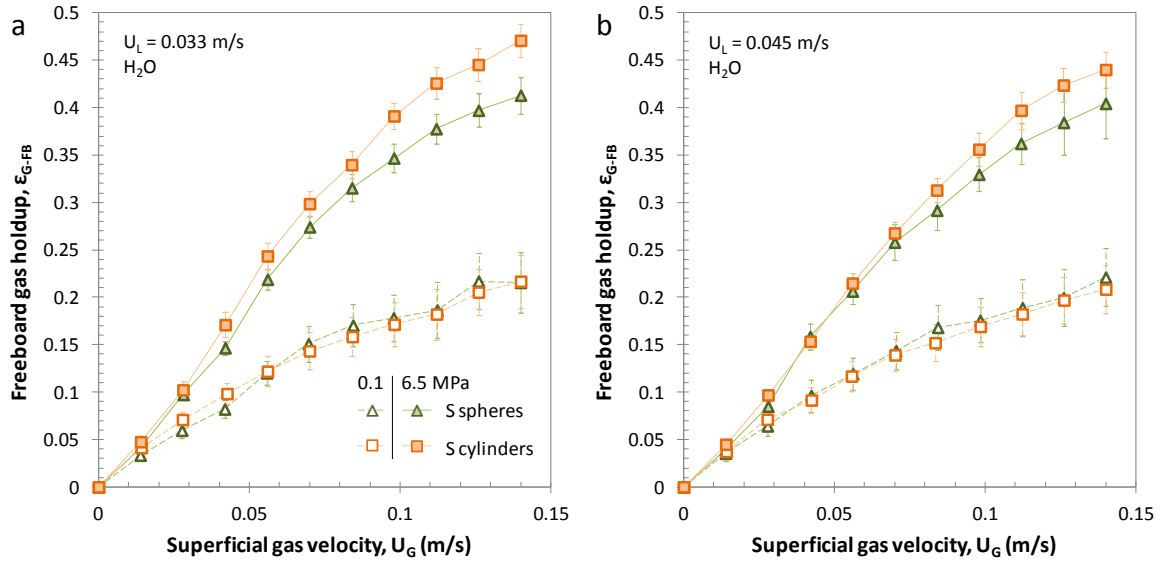 a
U_L = 0.033 m/s
H₂O
Freeboard gas holdup, ε_G-FB
0.5
0.45
0.4
0.35
0.3
0.25
0.2
0.15
0.1
0.05
0
0.1 | 6.5 MPa
S spheres
S cylinders
0 0.05 0.1 0.15
Superficial gas velocity, U_G (m/s)
b
U_L = 0.045 m/s
H₂O
Freeboard gas holdup, ε_G-FB
0.5
0.45
0.4
0.35
0.3
0.25
0.2
0.15
0.1
0.05
0
0 0.05 0.1 0.15
Superficial gas velocity, U_G (m/s)